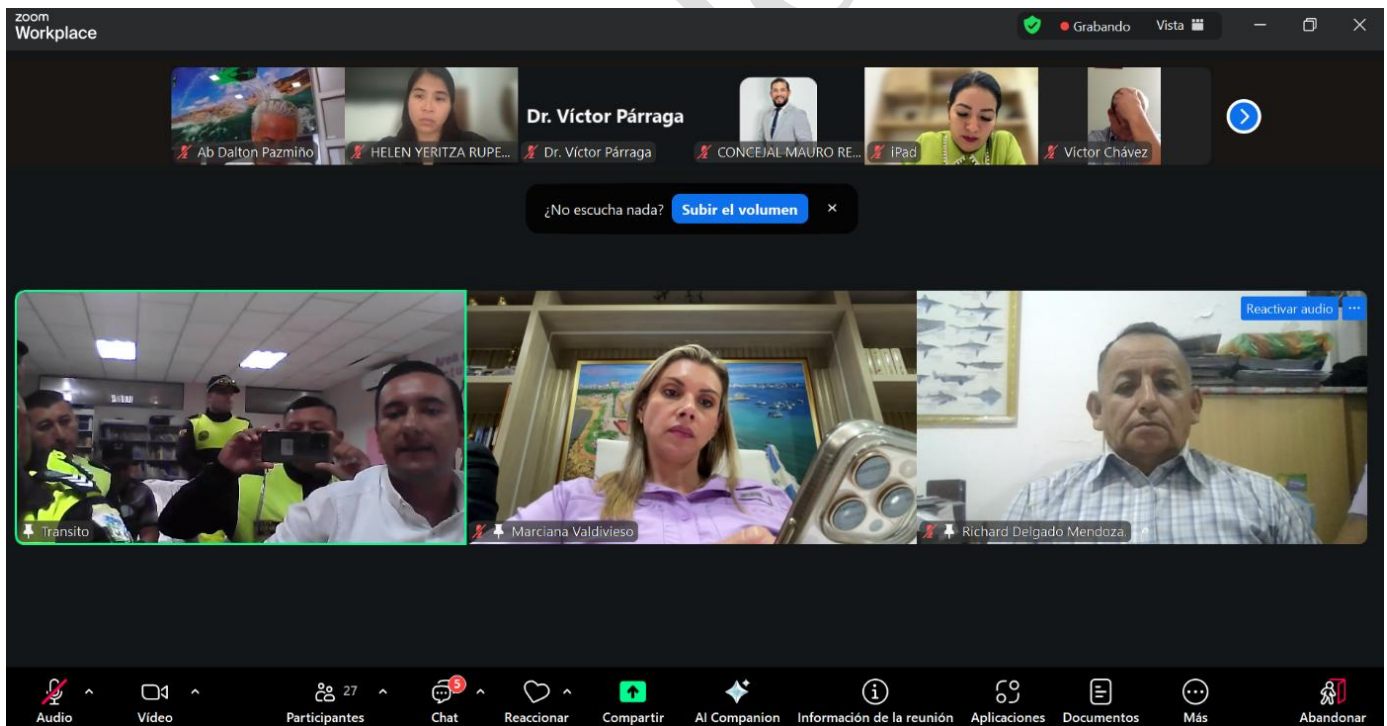 zoom
Workplace
Grabando
Vista
Ab Dalton Pazmiño
HELEN YERITZA RUPE...
Dr. Víctor Párraga
Dr. Víctor Párraga
CONCEJAL MAURO RE...
iPad
Victor Chávez
¿No escucha nada?
Subir el volumen
Reactivar audio
Transito
Marciana Valdivieso
Richard Delgado Mendoza.
Audio
Vídeo
27
Participantes
5
Chat
Reaccionar
Compartir
AI Companion
Información de la reunión
Aplicaciones
Documentos
Más
Abandonar